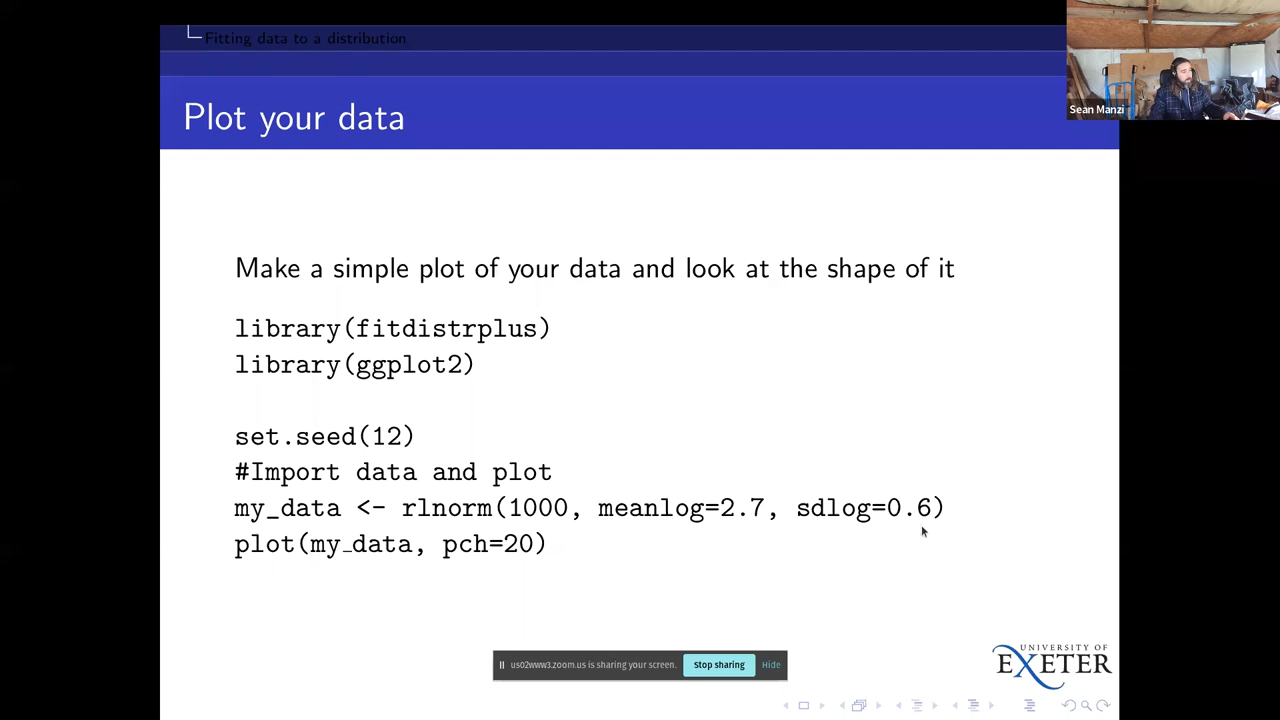 Fitting data to a distribution
Plot your data
Sean Manzi
Make a simple plot of your data and look at the shape of it
library(fitdistrplus)
library(ggplot2)
set.seed(12)
#Import data and plot
my_data <- rlnorm(1000, meanlog=2.7, sdlog=0.6)
plot(my_data, pch=20)
us02www3.zoom.us is sharing your screen. Stop sharing Hide
UNIVERSITY OF
EXETER